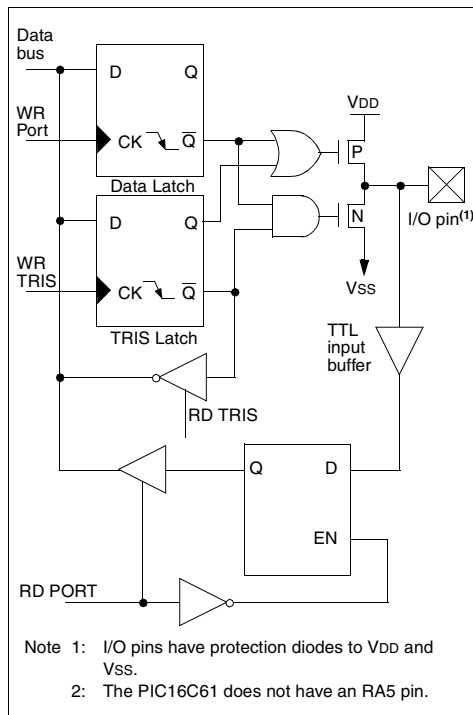 Data
bus
D Q
WR
Port
CK Q
Data Latch
VDD
P
N
I/O pin(1)
VSS
D Q
WR
TRIS
CK Q
TRIS Latch
TTL
input
buffer
RD TRIS
Q D
EN
RD PORT
Note 1: I/O pins have protection diodes to VDD and
VSS.
2: The PIC16C61 does not have an RA5 pin.